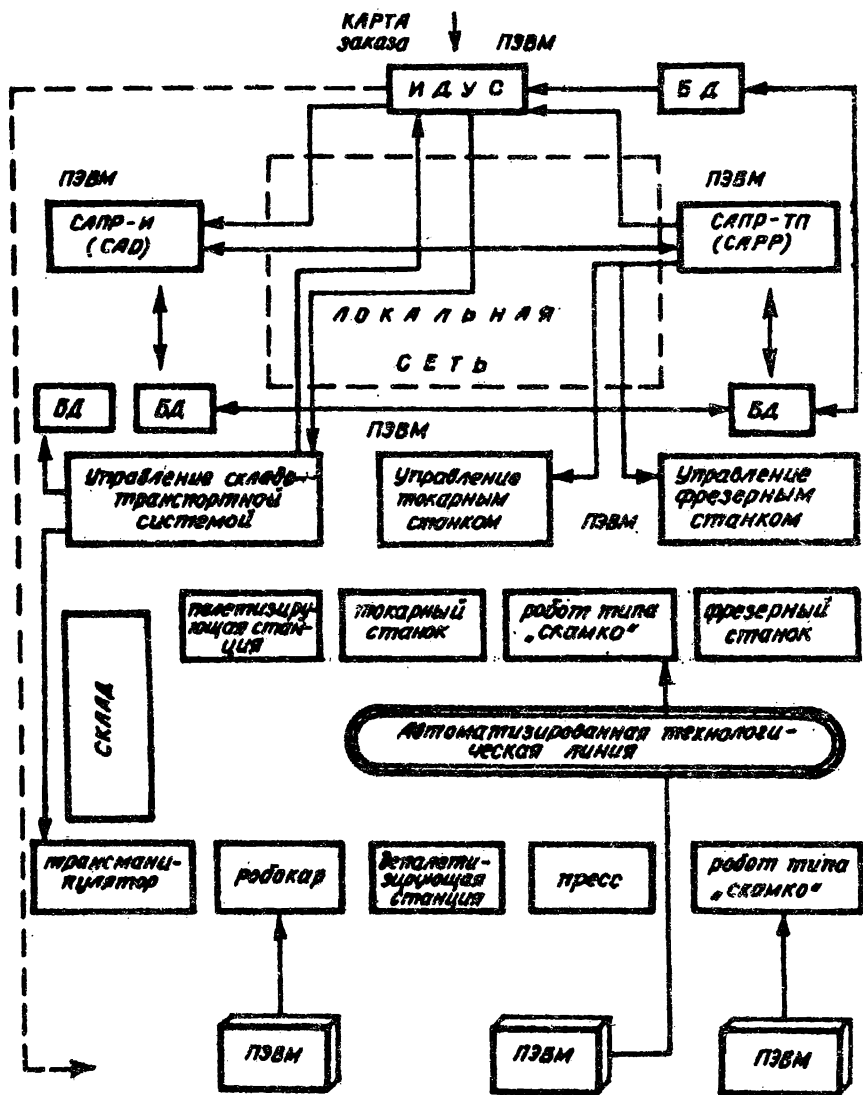 КАРТА
заказа
ПЭВМ
ИДУС
БД
ПЭВМ
ПЭВМ
САПР-И
(CAD)
САПР-ТП
(CAPP)
ЛОКАЛЬНАЯ
СЕТЬ
БД
БД
БД
ПЭВМ
Управление складо-
транспортной
системой
Управление
токарным
станком
ПЭВМ
Управление
фрезерным
станком
палетизиру-
ющая стан-
ция
токарный
станок
робот типа
„скамко"
фрезерный
станок
СКЛАД
Автоматизированная технологи-
ческая линия
трансмани-
пулятор
робокар
депалети-
зирующая
станция
пресс
робот типа
„скамко"
ПЭВМ
ПЭВМ
ПЭВМ